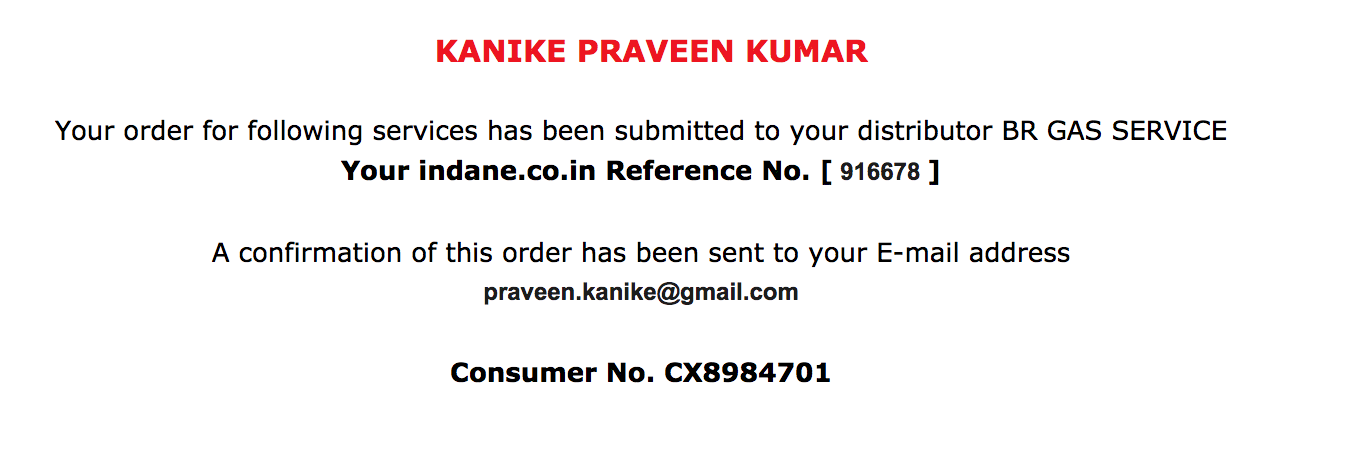 KANIKE PRAVEEN KUMAR
Your order for following services has been submitted to your distributor BR GAS SERVICE
Your indane.co.in Reference No. [ 916678 ]
A confirmation of this order has been sent to your E-mail address
praveen.kanike@gmail.com
Consumer No. CX8984701